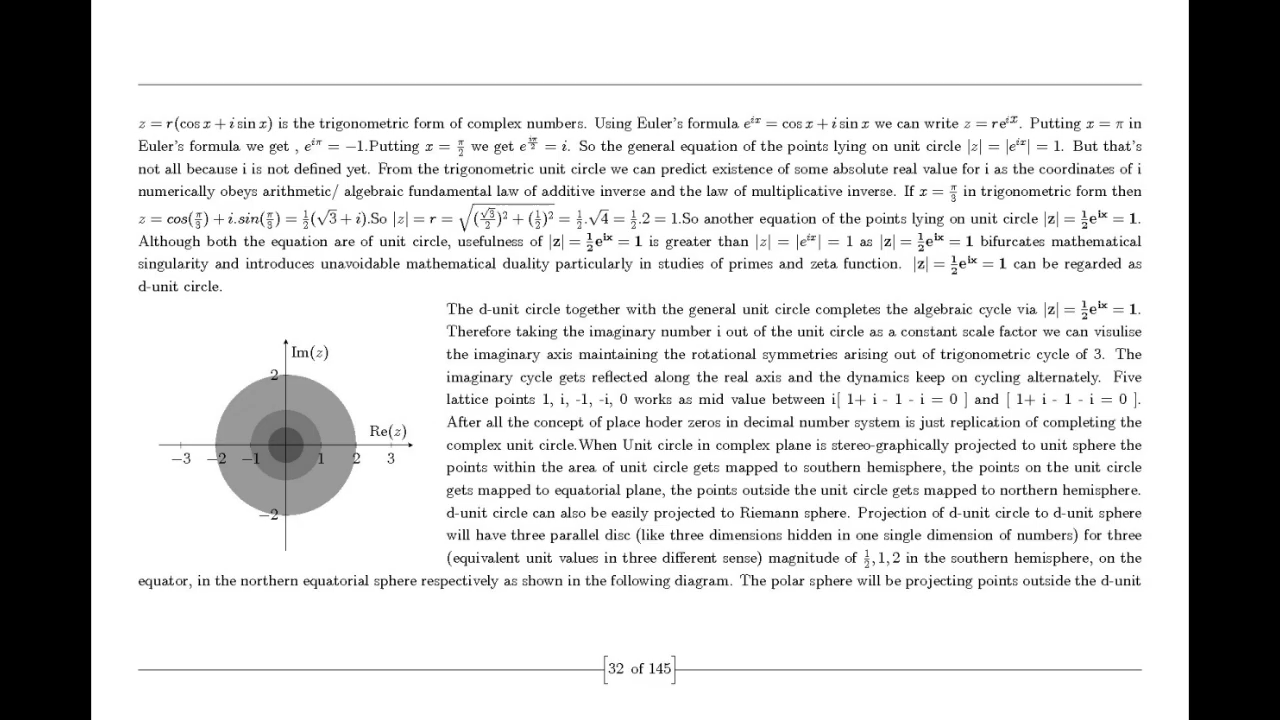 z = r(cos x + i sin x) is the trigonometric form of complex numbers. Using Euler's formula e^{ix} = cos x + i sin x we can write z = re^{ix}. Putting x = π in
Euler's formula we get , e^{iπ} = −1.Putting x = \frac{π}{2} we get e^{\frac{iπ}{2}} = i. So the general equation of the points lying on unit circle |z| = |e^{ix}| = 1. But that's
not all because i is not defined yet. From the trigonometric unit circle we can predict existence of some absolute real value for i as the coordinates of i
numerically obeys arithmetic/ algebraic fundamental law of additive inverse and the law of multiplicative inverse. If x = \frac{π}{3} in trigonometric form then
z = cos(\frac{π}{3}) + i.sin(\frac{π}{3}) = \frac{1}{2}(√3 + i).So |z| = r = \sqrt{(\frac{√3}{2})^2 + (\frac{1}{2})^2} = \frac{1}{2}.√4 = \frac{1}{2}.2 = 1.So another equation of the points lying on unit circle |z| = \frac{1}{2}e^{ix} = 1.
Although both the equation are of unit circle, usefulness of |z| = \frac{1}{2}e^{ix} = 1 is greater than |z| = |e^{ix}| = 1 as |z| = \frac{1}{2}e^{ix} = 1 bifurcates mathematical
singularity and introduces unavoidable mathematical duality particularly in studies of primes and zeta function. |z| = \frac{1}{2}e^{ix} = 1 can be regarded as
d-unit circle.
The d-unit circle together with the general unit circle completes the algebraic cycle via |z| = \frac{1}{2}e^{ix} = 1.
Therefore taking the imaginary number i out of the unit circle as a constant scale factor we can visulise
the imaginary axis maintaining the rotational symmetries arising out of trigonometric cycle of 3. The
imaginary cycle gets reflected along the real axis and the dynamics keep on cycling alternately. Five
lattice points 1, i, -1, -i, 0 works as mid value between i[ 1+ i - 1 - i = 0 ] and [ 1+ i - 1 - i = 0 ].
After all the concept of place hoder zeros in decimal number system is just replication of completing the
complex unit circle.When Unit circle in complex plane is stereo-graphically projected to unit sphere the
points within the area of unit circle gets mapped to southern hemisphere, the points on the unit circle
gets mapped to equatorial plane, the points outside the unit circle gets mapped to northern hemisphere.
d-unit circle can also be easily projected to Riemann sphere. Projection of d-unit circle to d-unit sphere
will have three parallel disc (like three dimensions hidden in one single dimension of numbers) for three
(equivalent unit values in three different sense) magnitude of \frac{1}{2}, 1, 2 in the southern hemisphere, on the
equator, in the northern equatorial sphere respectively as shown in the following diagram. The polar sphere will be projecting points outside the d-unit
Im(z)
2
Re(z)
−3 −2 −1 1 2 3
−2
32 of 145